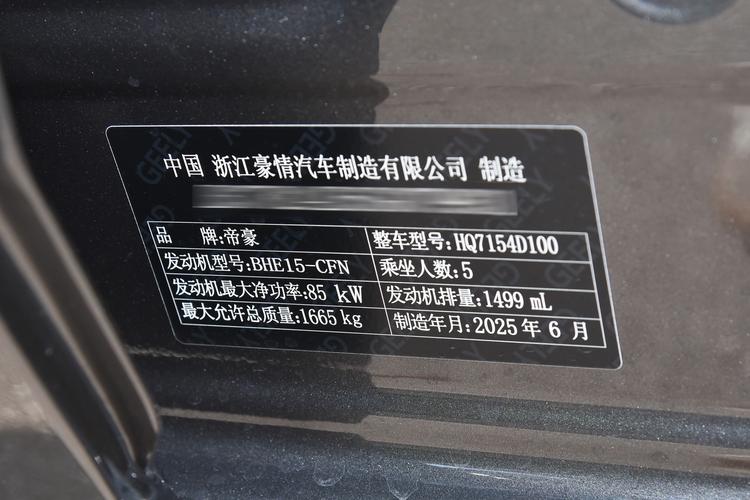 中国 浙江豪情汽车制造有限公司 制造
品 牌:帝豪 整车型号:HQ7154D100
发动机型号:BHE15-CFN 乘坐人数:5
发动机最大净功率:85 kW 发动机排量:1499 mL
最大允许总质量:1665 kg 制造年月:2025 年 6 月
GEELY